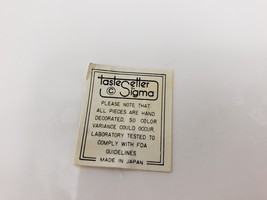 tasteSetter
© Sigma
PLEASE NOTE THAT
ALL PIECES ARE HAND
DECORATED, SO COLOR
VARIANCE COULD OCCUR.
LABORATORY TESTED TO
COMPLY WITH FDA
GUIDELINES
MADE IN JAPAN